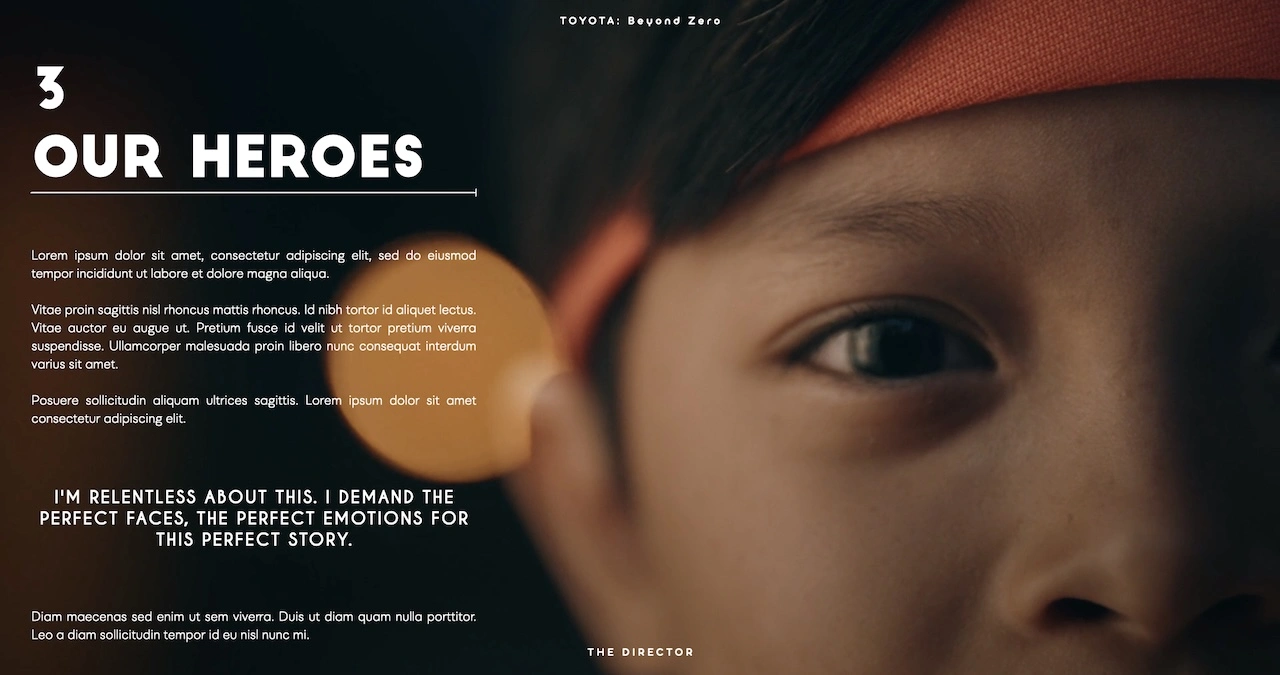 TOYOTA: Beyond Zero
3
OUR HEROES
Lorem ipsum dolor sit amet, consectetur adipiscing elit, sed do eiusmod
tempor incididunt ut labore et dolore magna aliqua.
Vitae proin sagittis nisl rhoncus mattis rhoncus. Id nibh tortor id aliquet lectus.
Vitae auctor eu augue ut. Pretium fusce id velit ut tortor pretium viverra
suspendisse. Ullamcorper malesuada proin libero nunc consequat interdum
varius sit amet.
Posuere sollicitudin aliquam ultrices sagittis. Lorem ipsum dolor sit amet
consectetur adipiscing elit.
I'M RELENTLESS ABOUT THIS. I DEMAND THE
PERFECT FACES, THE PERFECT EMOTIONS FOR
THIS PERFECT STORY.
Diam maecenas sed enim ut sem viverra. Duis ut diam quam nulla porttitor.
Leo a diam sollicitudin tempor id eu nisl nunc mi.
THE DIRECTOR